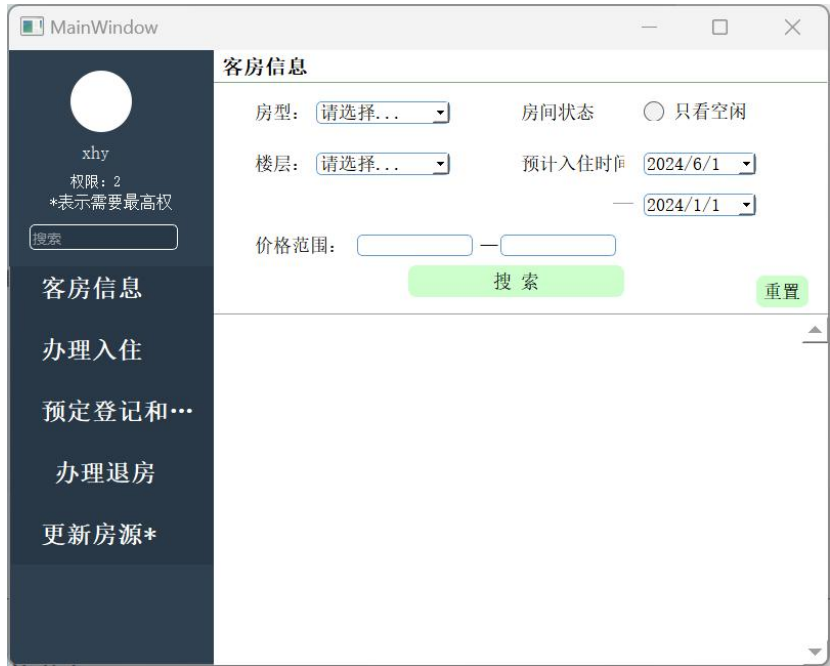 MainWindow
xhy
权限：2
*表示需要最高权
搜索
客房信息
办理入住
预定登记和…
办理退房
更新房源*
客房信息
房型： 请选择... 房间状态 只看空闲
楼层： 请选择... 预计入住时间 2024/6/1
— 2024/1/1
价格范围： —
搜 索
重置